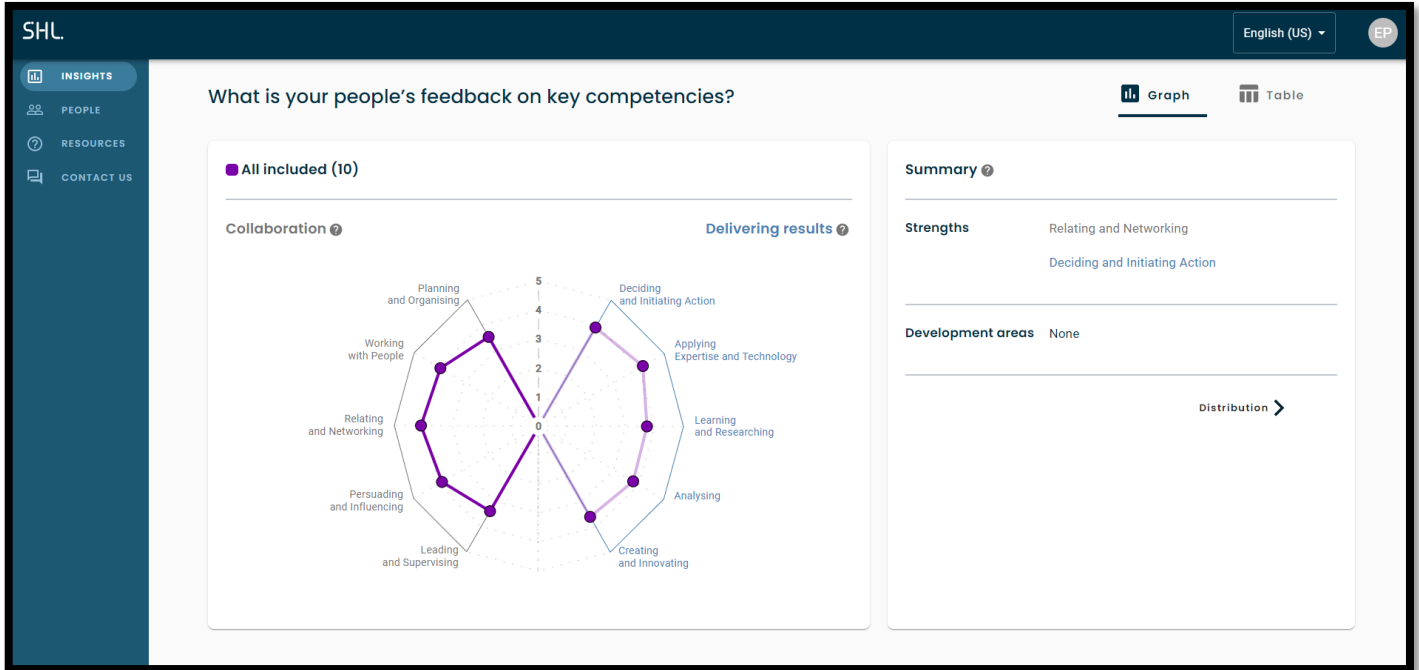 SHL.
English (US)
EP
INSIGHTS
PEOPLE
RESOURCES
CONTACT US
What is your people's feedback on key competencies?
Graph
Table
All included (10)
Collaboration ?
Delivering results ?
Planning
and Organising
Working
with People
Relating
and Networking
Persuading
and Influencing
Leading
and Supervising
5
4
3
2
1
0
Deciding
and Initiating Action
Applying
Expertise and Technology
Learning
and Researching
Analysing
Creating
and Innovating
Summary ?
Strengths
Relating and Networking
Deciding and Initiating Action
Development areas None
Distribution